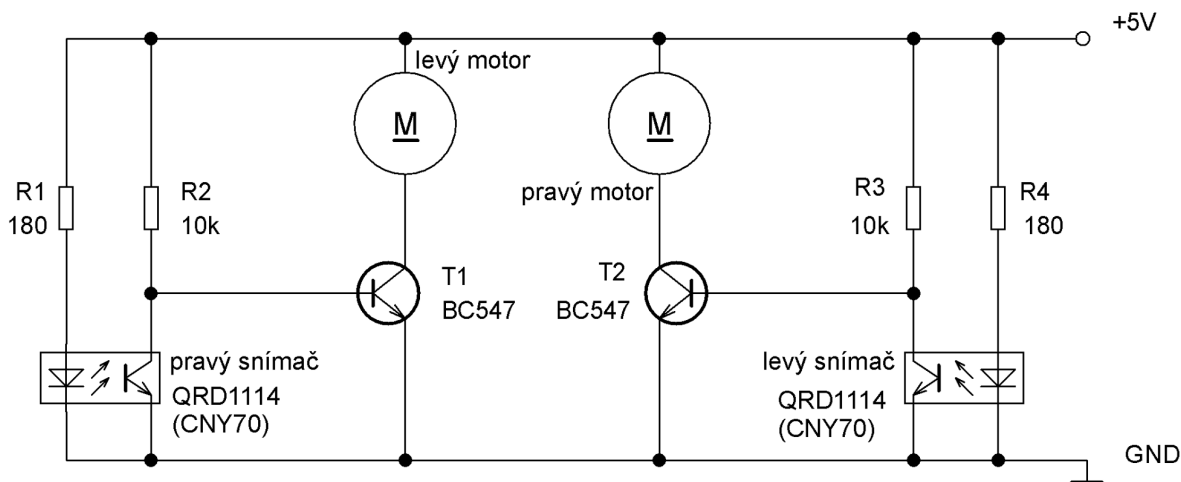 +5V
levý motor
M
M
pravý motor
R1
180
R2
10k
R3
10k
R4
180
T1
BC547
T2
BC547
pravý snímač
QRD1114
(CNY70)
levý snímač
QRD1114
(CNY70)
GND